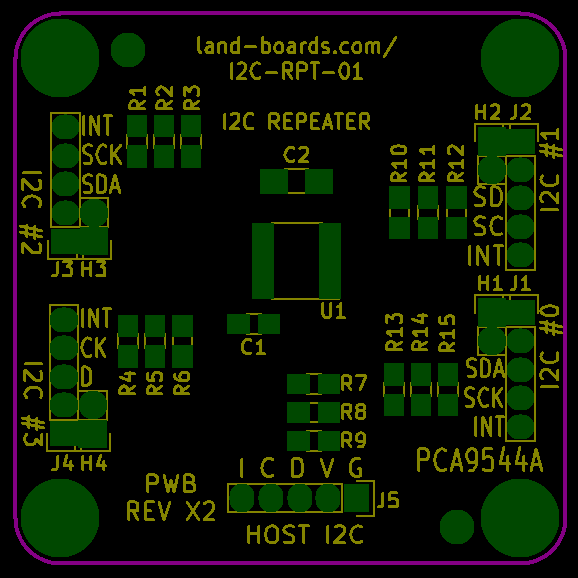 land-boards.com/
I2C-RPT-01
I2C REPEATER
R1
R2
R3
C2
R10
R11
R12
H2 J2
I2C #1
INT
SCK
SDA
I2C #2
J3 H3
SD
SC
INT
H1 J1
I2C #0
U1
C1
INT
CK
D
I2C #3
J4 H4
R4
R5
R6
R13
R14
R15
SDA
SCK
INT
R7
R8
R9
PCA9544A
PWB
REV X2
I C D V G
J5
HOST I2C